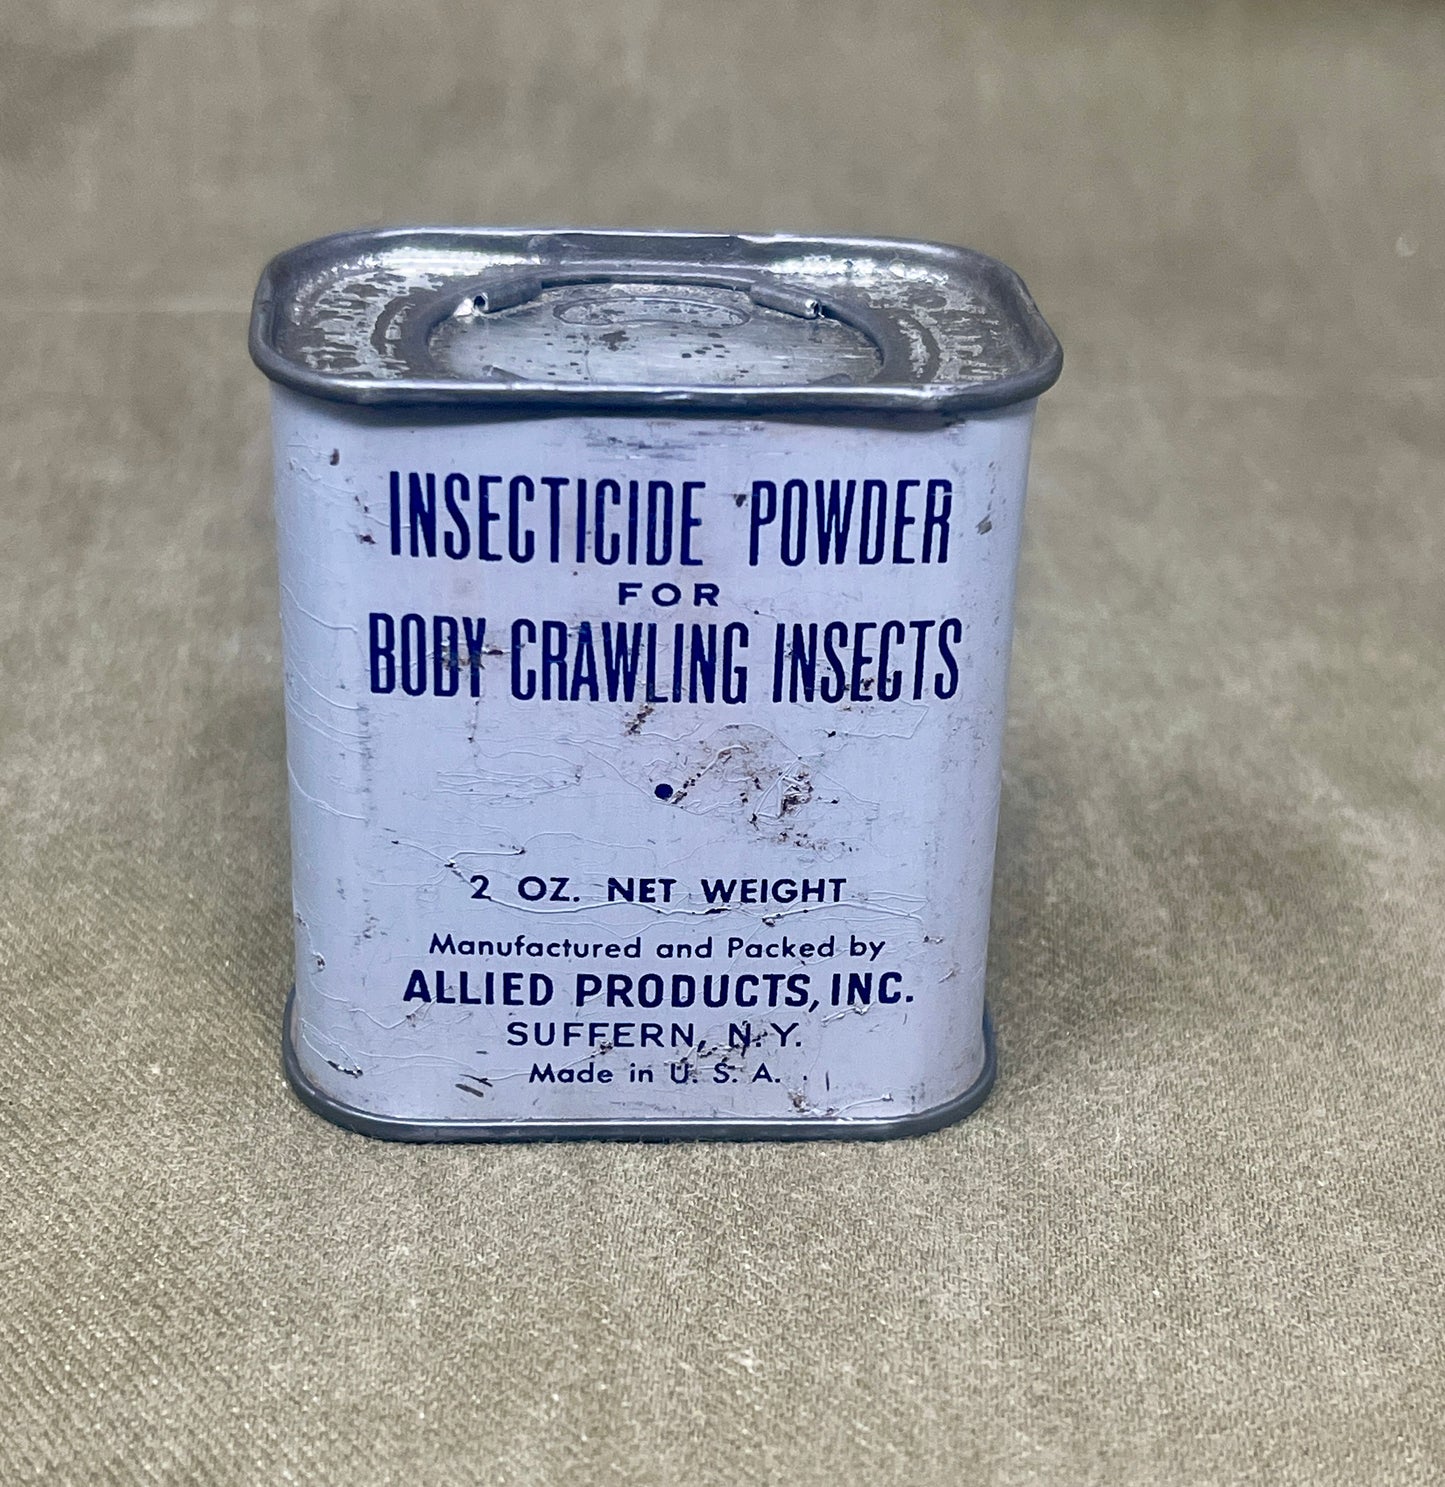 INSECTICIDE POWDER
FOR
BODY CRAWLING INSECTS
2 OZ. NET WEIGHT
Manufactured and Packed by
ALLIED PRODUCTS, INC.
SUFFERN, N.Y.
Made in U. S. A.